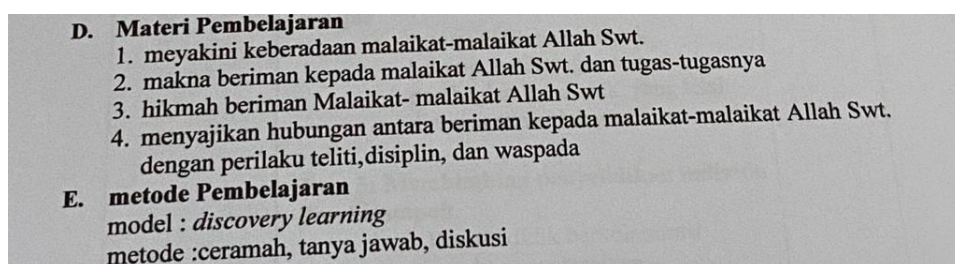 D. Materi Pembelajaran
1. meyakini keberadaan malaikat-malaikat Allah Swt.
2. makna beriman kepada malaikat Allah Swt. dan tugas-tugasnya
3. hikmah beriman Malaikat- malaikat Allah Swt
4. menyajikan hubungan antara beriman kepada malaikat-malaikat Allah Swt.
dengan perilaku teliti,disiplin, dan waspada
E. metode Pembelajaran
model : discovery learning
metode :ceramah, tanya jawab, diskusi